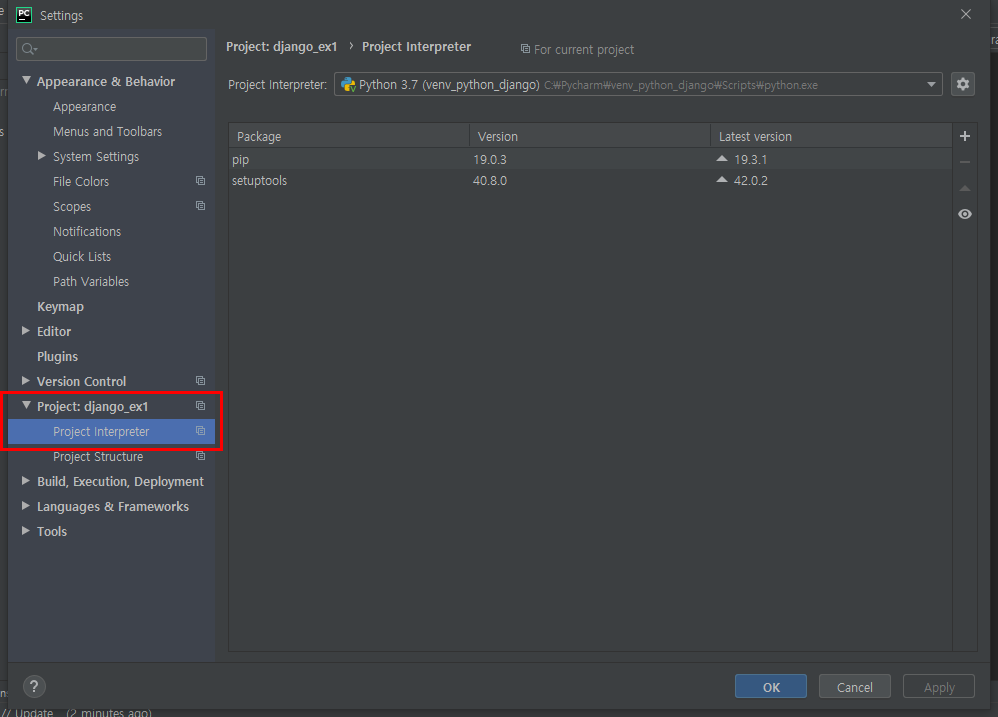 PC Settings
Project: django_ex1 › Project Interpreter For current project
Appearance & Behavior
Project Interpreter: Python 3.7 (venv_python_django) C:₩Pycharm₩venv_python_django₩Scripts₩python.exe
Appearance
Menus and Toolbars
Package Version Latest version
System Settings
pip 19.0.3 19.3.1
File Colors
setuptools 40.8.0 42.0.2
Scopes
Notifications
Quick Lists
Path Variables
Keymap
Editor
Plugins
Version Control
Project: django_ex1
Project Interpreter
Project Structure
Build, Execution, Deployment
Languages & Frameworks
Tools
?
OK Cancel Apply
// Update (2 minutes ago)